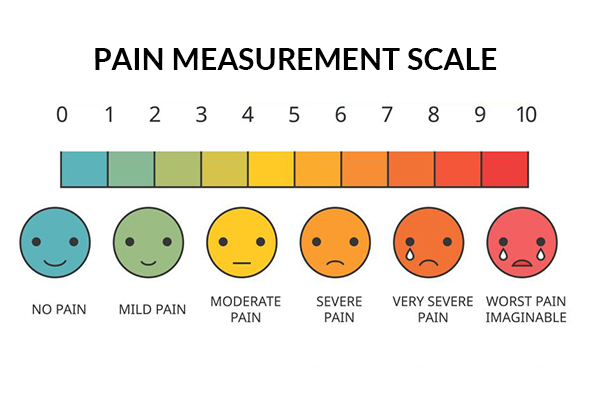 PAIN MEASUREMENT SCALE
0 1 2 3 4 5 6 7 8 9 10
NO PAIN
MILD PAIN
MODERATE
PAIN
SEVERE
PAIN
VERY SEVERE
PAIN
WORST PAIN
IMAGINABLE